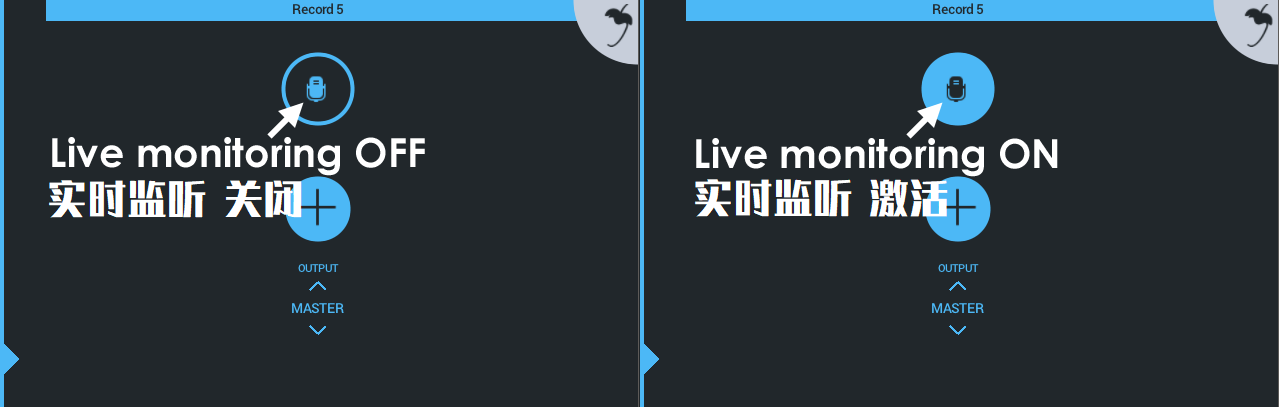 Record 5
Live monitoring OFF
实时监听 关闭
OUTPUT
MASTER
Record 5
Live monitoring ON
实时监听 激活
OUTPUT
MASTER